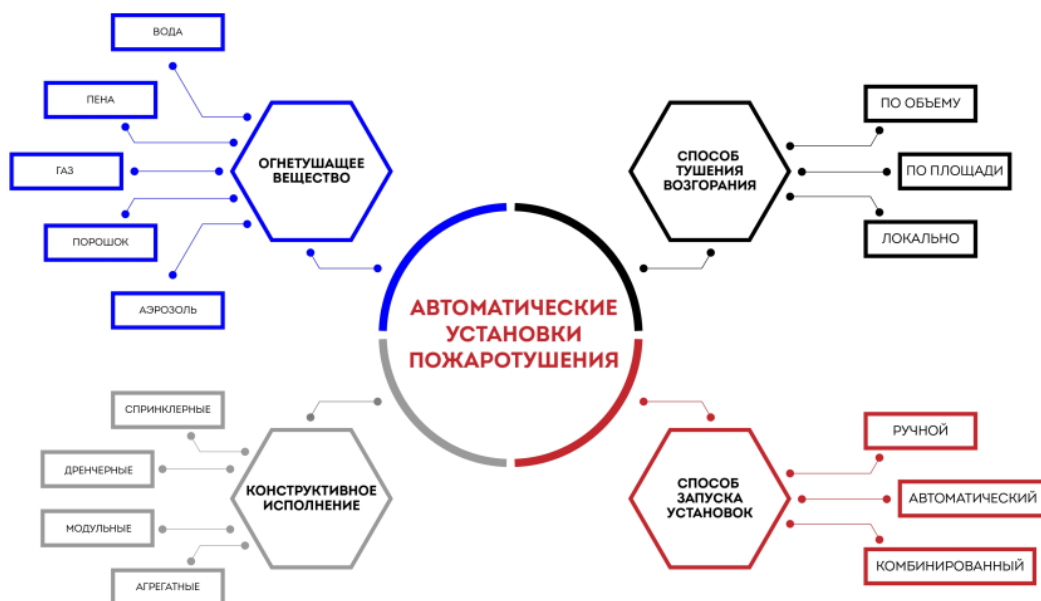 ВОДА
ПЕНА
ГАЗ
ПОРОШОК
АЭРОЗОЛЬ
ОГНЕТУШАЩЕЕ
ВЕЩЕСТВО
СПОСОБ
ТУШЕНИЯ
ВОЗГОРАНИЯ
ПО ОБЪЕМУ
ПО ПЛОЩАДИ
ЛОКАЛЬНО
АВТОМАТИЧЕСКИЕ
УСТАНОВКИ
ПОЖАРОТУШЕНИЯ
СПРИНКЛЕРНЫЕ
ДРЕНЧЕРНЫЕ
МОДУЛЬНЫЕ
АГРЕГАТНЫЕ
КОНСТРУКТИВНОЕ
ИСПОЛНЕНИЕ
СПОСОБ
ЗАПУСКА
УСТАНОВОК
РУЧНОЙ
АВТОМАТИЧЕСКИЙ
КОМБИНИРОВАННЫЙ